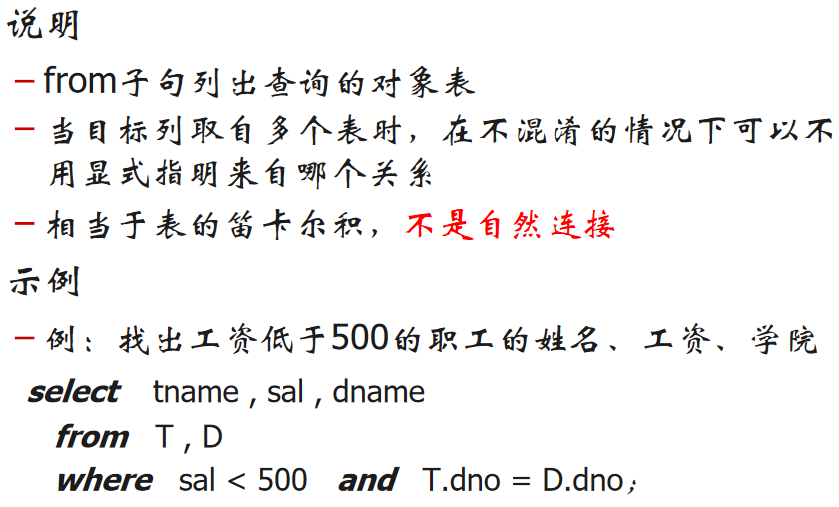 说明
– from子句列出查询的对象表
– 当目标列取自多个表时，在不混淆的情况下可以不
用显式指明来自哪个关系
– 相当于表的笛卡尔积，不是自然连接
示例
– 例：找出工资低于500的职工的姓名、工资、学院
select tname , sal , dname
from T , D
where sal < 500 and T.dno = D.dno;